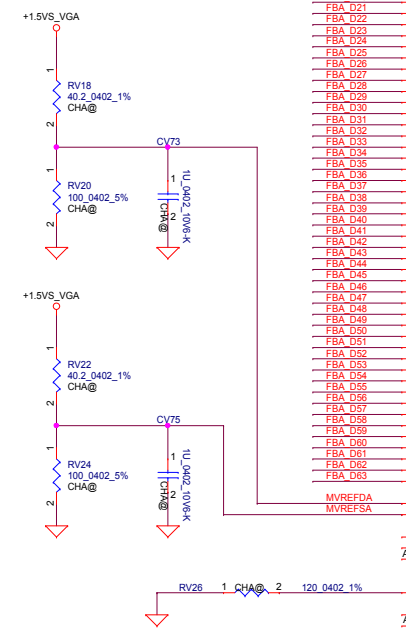 +1.5VS_VGA
1
RV18
40.2_0402_1%
CHA@
2
CV73
1
RV20
100_0402_5%
CHA@
2
1
2
CHA@
1U_0402_10V6-K
+1.5VS_VGA
1
RV22
40.2_0402_1%
CHA@
2
CV75
1
RV24
100_0402_5%
CHA@
2
1
2
CHA@
1U_0402_10V6-K
RV26
1
CHA@
2
120_0402_1%
FBA_D21
FBA_D22
FBA_D23
FBA_D24
FBA_D25
FBA_D26
FBA_D27
FBA_D28
FBA_D29
FBA_D30
FBA_D31
FBA_D32
FBA_D33
FBA_D34
FBA_D35
FBA_D36
FBA_D37
FBA_D38
FBA_D39
FBA_D40
FBA_D41
FBA_D42
FBA_D43
FBA_D44
FBA_D45
FBA_D46
FBA_D47
FBA_D48
FBA_D49
FBA_D50
FBA_D51
FBA_D52
FBA_D53
FBA_D54
FBA_D55
FBA_D56
FBA_D57
FBA_D58
FBA_D59
FBA_D60
FBA_D61
FBA_D62
FBA_D63
MVREFDA
MVREFSA